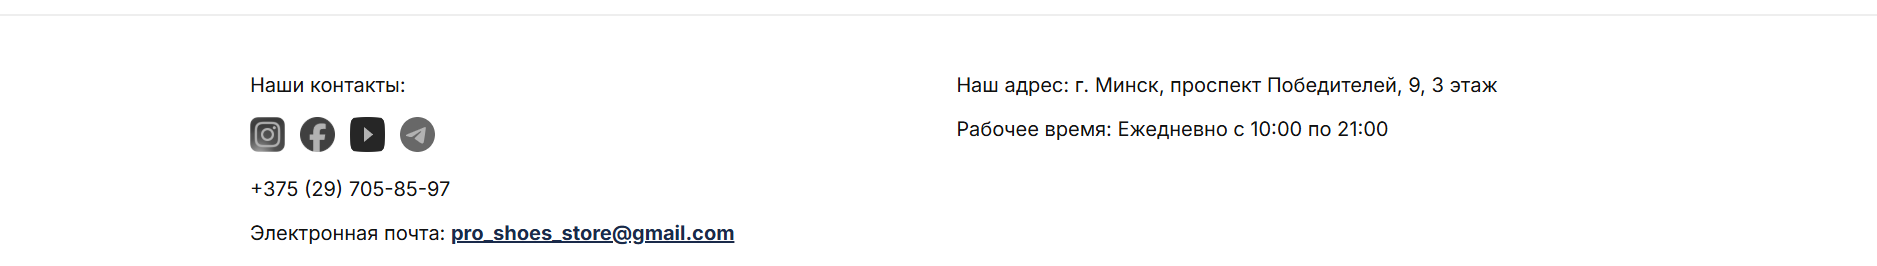 Наши контакты:
+375 (29) 705-85-97
Электронная почта: pro_shoes_store@gmail.com
Наш адрес: г. Минск, проспект Победителей, 9, 3 этаж
Рабочее время: Ежедневно с 10:00 по 21:00